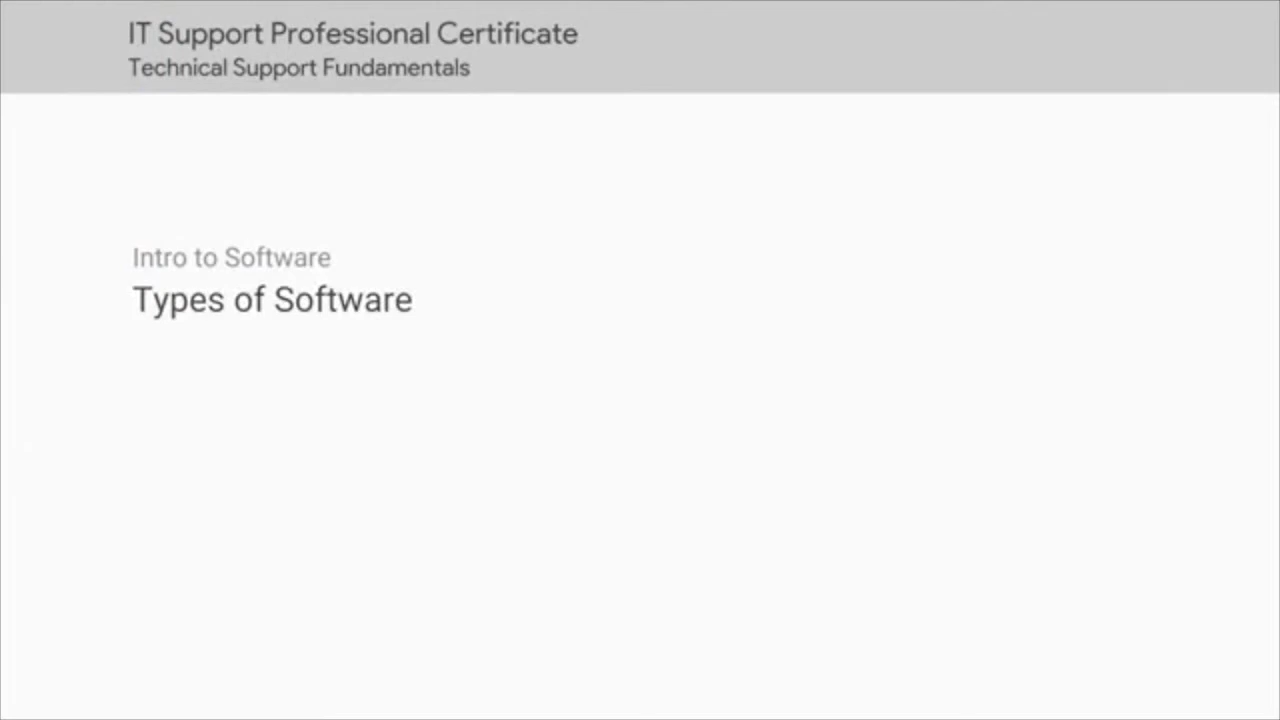 IT Support Professional Certificate
Technical Support Fundamentals
Intro to Software
Types of Software